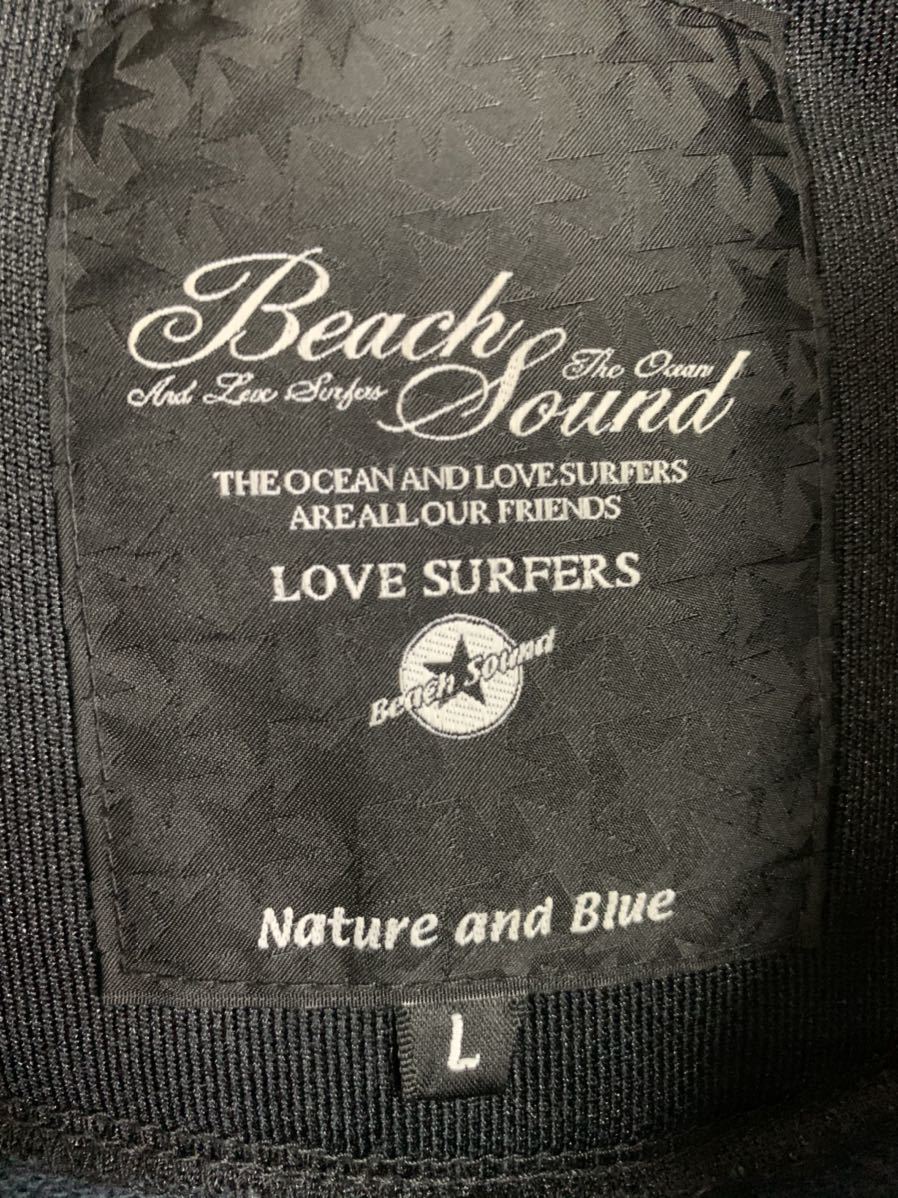 Beach
The Ocean
And Love Surfers
Sound
THE OCEAN AND LOVE SURFERS
ARE ALL OUR FRIENDS
LOVE SURFERS
Beach Sound
Nature and Blue
L